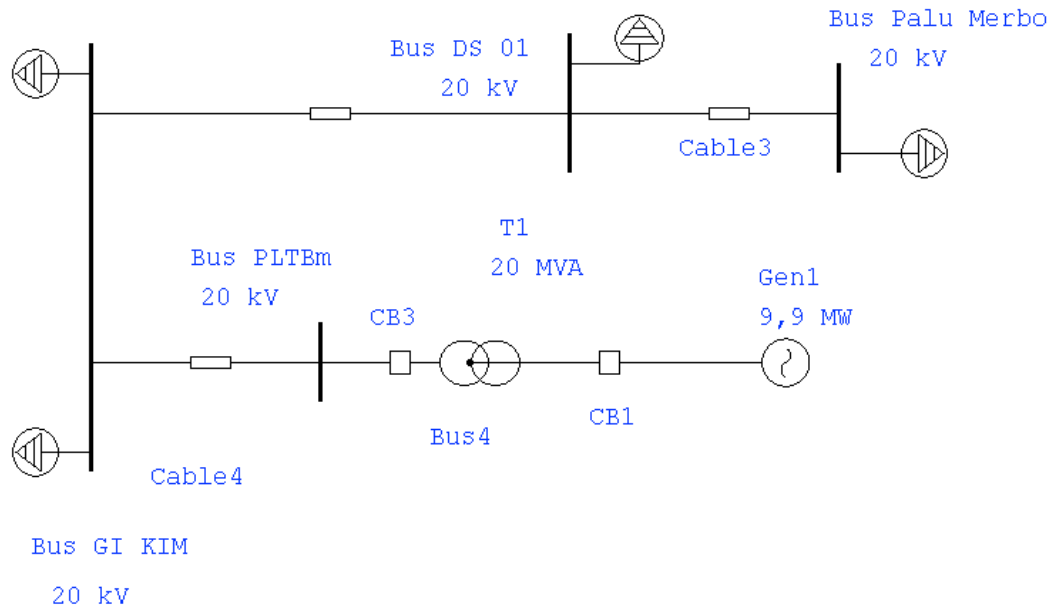 Bus Palu Merbo
20 kV
Bus DS 01
20 kV
Cable3
T1
20 MVA
Bus PLTBm
20 kV
Gen1
9,9 MW
CB3
CB1
Bus4
Cable4
Bus GI KIM
20 kV